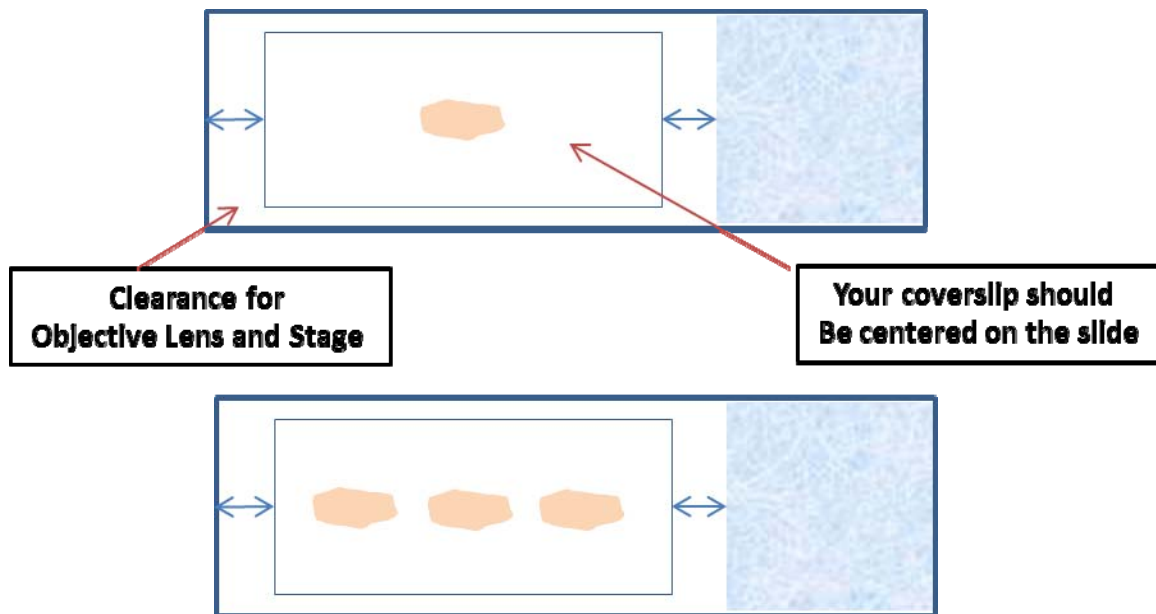 Clearance for
Objective Lens and Stage
Your coverslip should
Be centered on the slide